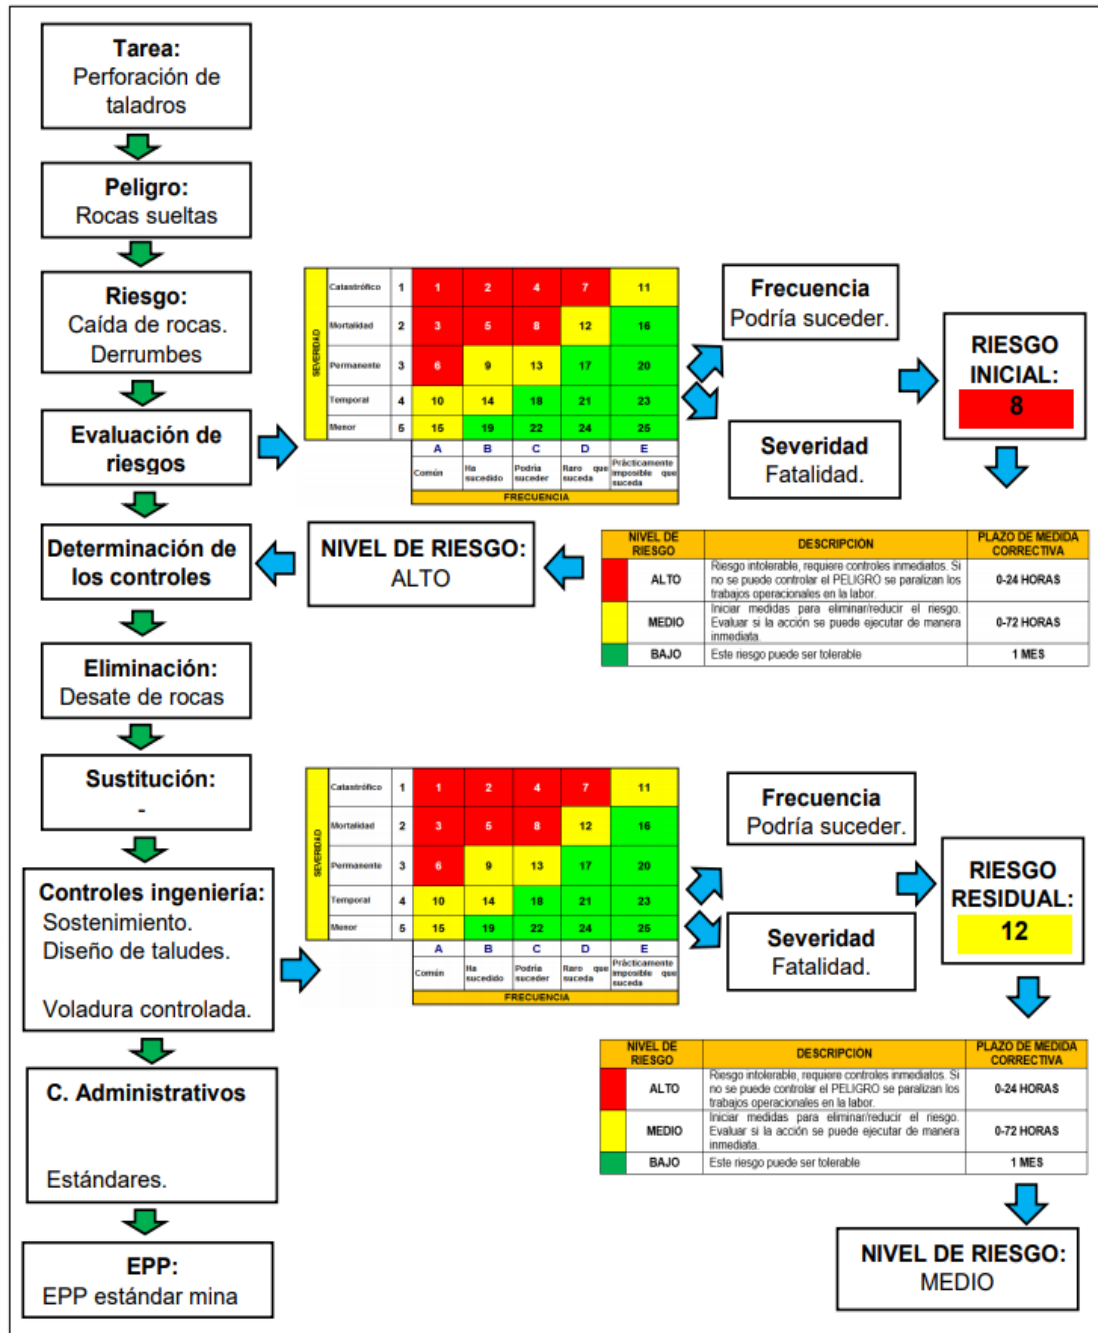 Tarea:
Perforación de
taladros
Peligro:
Rocas sueltas
Riesgo:
Caída de rocas.
Derrumbes
Evaluación de
riesgos
SEVERIDAD
Catastrófico 1 1 2 4 7 11
Mortalidad 2 3 5 8 12 16
Permanente 3 6 9 13 17 20
Temporal 4 10 14 18 21 23
Menor 5 15 19 22 24 25
A B C D E
Común Ha sucedido Podría suceder Raro que suceda Prácticamente imposible que suceda
FRECUENCIA
Frecuencia
Podría suceder.
Severidad
Fatalidad.
RIESGO
INICIAL:
8
NIVEL DE RIESGO DESCRIPCIÓN PLAZO DE MEDIDA CORRECTIVA
ALTO Riesgo intolerable, requiere controles inmediatos. Si no se puede controlar el PELIGRO se paralizan los trabajos operacionales en la labor. 0-24 HORAS
MEDIO Iniciar medidas para eliminar/reducir el riesgo. Evaluar si la acción se puede ejecutar de manera inmediata. 0-72 HORAS
BAJO Este riesgo puede ser tolerable 1 MES
NIVEL DE RIESGO:
ALTO
Determinación de
los controles
Eliminación:
Desate de rocas
Sustitución:
-
Controles ingeniería:
Sostenimiento.
Diseño de taludes.
Voladura controlada.
SEVERIDAD
Catastrófico 1 1 2 4 7 11
Mortalidad 2 3 5 8 12 16
Permanente 3 6 9 13 17 20
Temporal 4 10 14 18 21 23
Menor 5 15 19 22 24 25
A B C D E
Común Ha sucedido Podría suceder Raro que suceda Prácticamente imposible que suceda
FRECUENCIA
Frecuencia
Podría suceder.
Severidad
Fatalidad.
RIESGO
RESIDUAL:
12
NIVEL DE RIESGO DESCRIPCIÓN PLAZO DE MEDIDA CORRECTIVA
ALTO Riesgo intolerable, requiere controles inmediatos. Si no se puede controlar el PELIGRO se paralizan los trabajos operacionales en la labor. 0-24 HORAS
MEDIO Iniciar medidas para eliminar/reducir el riesgo. Evaluar si la acción se puede ejecutar de manera inmediata. 0-72 HORAS
BAJO Este riesgo puede ser tolerable 1 MES
NIVEL DE RIESGO:
MEDIO
C. Administrativos
Estándares.
EPP:
EPP estándar mina